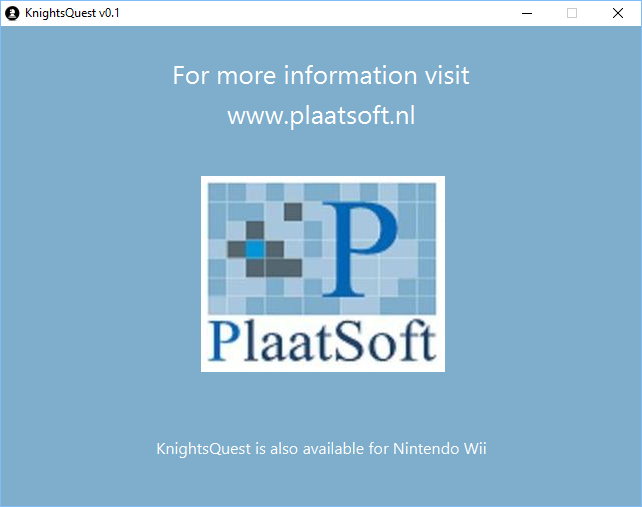 KnightsQuest v0.1
For more information visit
www.plaatsoft.nl
P
PlaatSoft
KnightsQuest is also available for Nintendo Wii